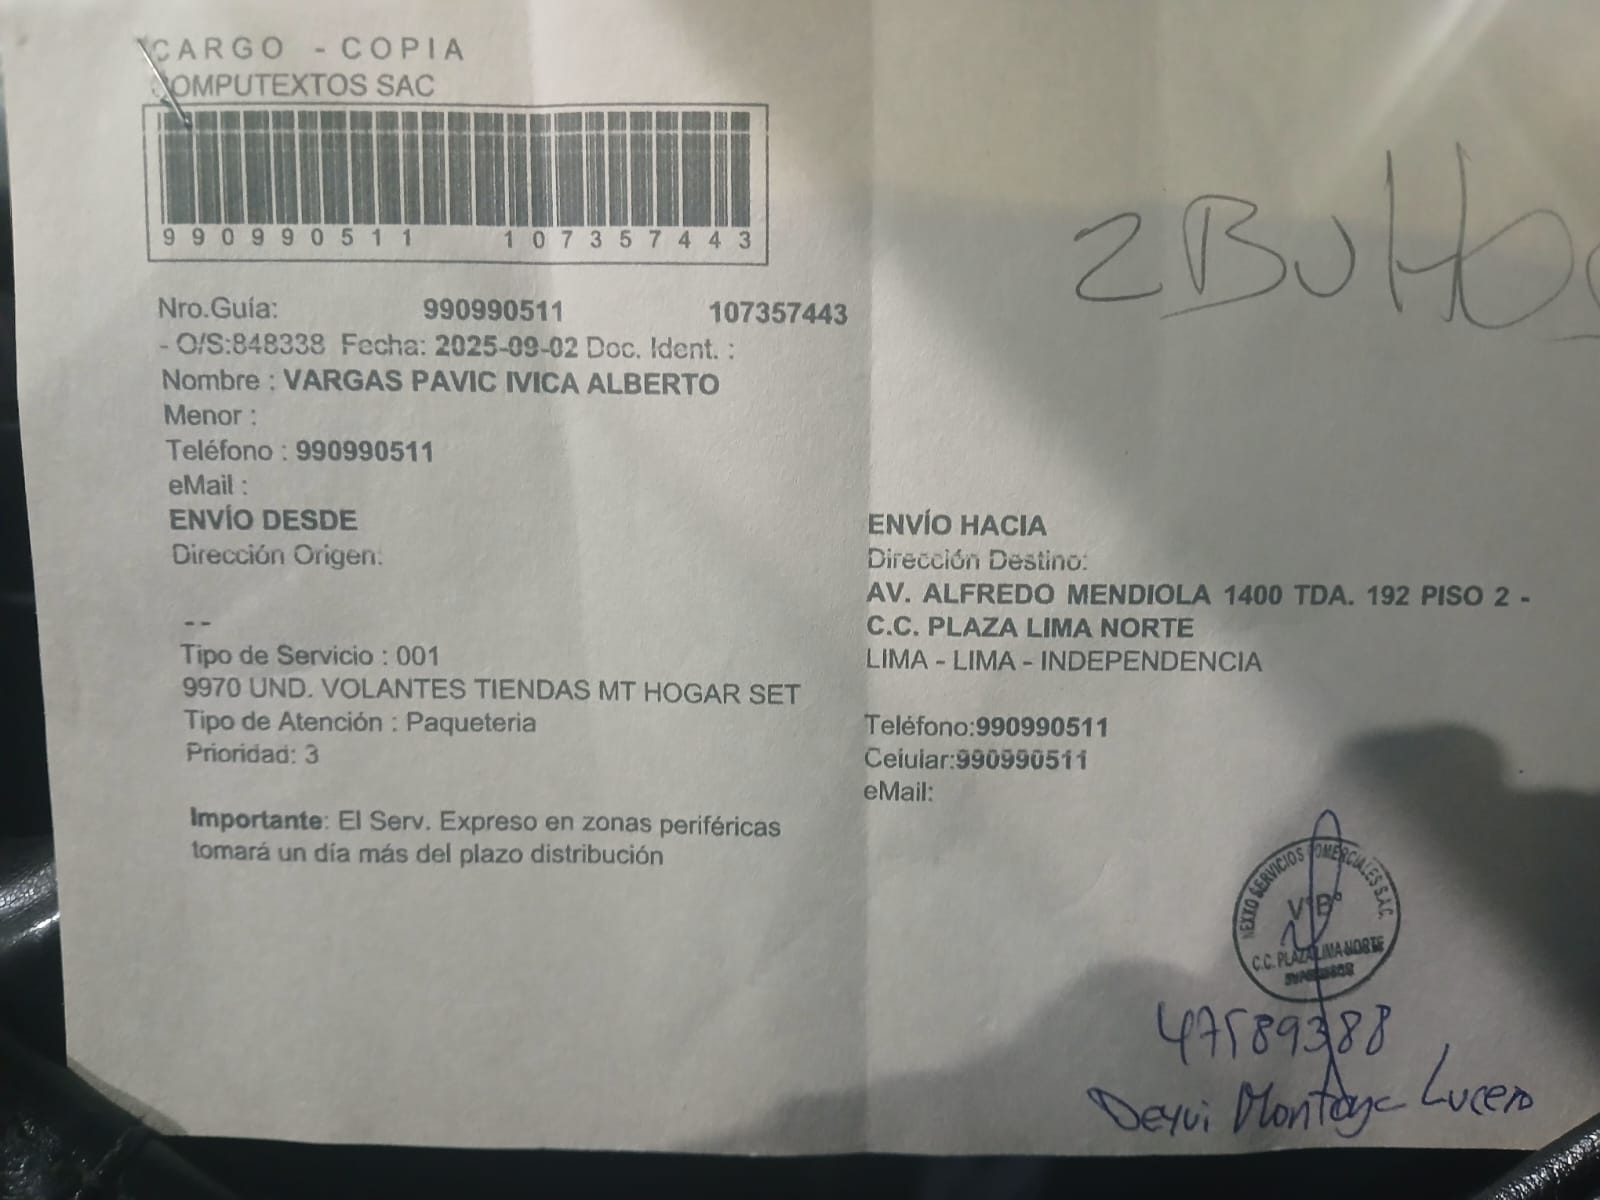 CARGO - COPIA
COMPUTEXTOS SAC
990990511 107357443
Nro.Guía: 990990511 107357443
- O/S:848338 Fecha: 2025-09-02 Doc. Ident. :
Nombre : VARGAS PAVIC IVICA ALBERTO
Menor :
Teléfono : 990990511
eMail :
ENVÍO DESDE
Dirección Origen:
--
Tipo de Servicio : 001
9970 UND. VOLANTES TIENDAS MT HOGAR SET
Tipo de Atención : Paqueteria
Prioridad: 3
Importante: El Serv. Expreso en zonas periféricas
tomará un día más del plazo distribución
2
ENVÍO HACIA
Dirección Destino:
AV. ALFREDO MENDIOLA 1400 TDA. 192 PISO 2 -
C.C. PLAZA LIMA NORTE
LIMA - LIMA - INDEPENDENCIA
Teléfono:990990511
Celular:990990511
eMail:
NEXXO SERVICIOS COMERCIALES S.A.C.
V°B°
C.C. PLAZA LIMA NORTE
47589388
Montoya Lucero